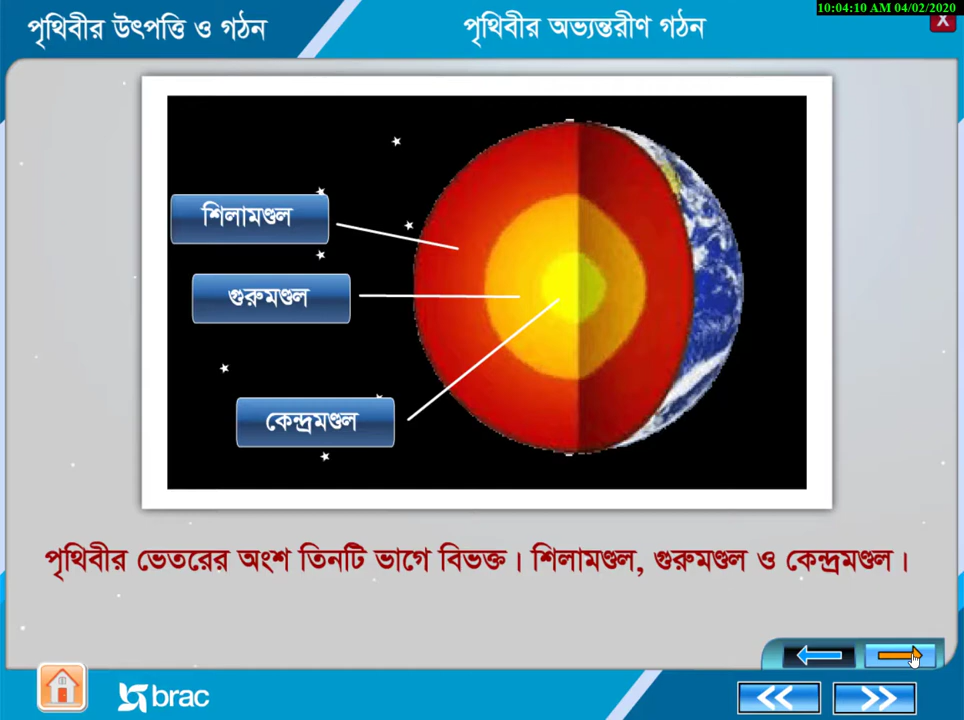 10:04:10 AM 04/02/2020
পৃথিবীর উৎপত্তি ও গঠন
পৃথিবীর অভ্যন্তরীণ গঠন
X
শিলামণ্ডল
গুরুমণ্ডল
কেন্দ্রমণ্ডল
পৃথিবীর ভেতরের অংশ তিনটি ভাগে বিভক্ত। শিলামণ্ডল, গুরুমণ্ডল ও কেন্দ্রমণ্ডল।
brac